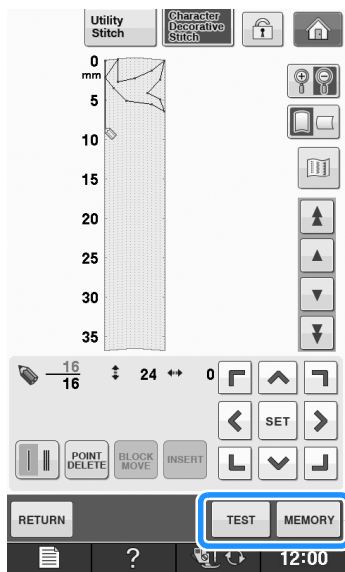 Utility Stitch
Character Decorative Stitch
0
mm
5
10
15
20
25
30
35
16
16
24
0
SET
POINT DELETE
BLOCK MOVE
INSERT
RETURN
TEST
MEMORY
?
12:00